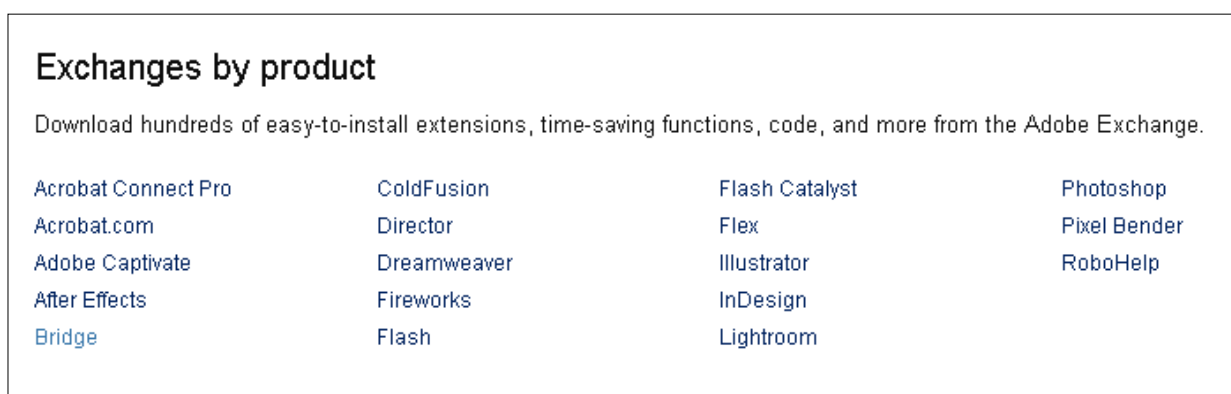 Exchanges by product
Download hundreds of easy-to-install extensions, time-saving functions, code, and more from the Adobe Exchange.
Acrobat Connect Pro
Acrobat.com
Adobe Captivate
After Effects
Bridge
ColdFusion
Director
Dreamweaver
Fireworks
Flash
Flash Catalyst
Flex
Illustrator
InDesign
Lightroom
Photoshop
Pixel Bender
RoboHelp